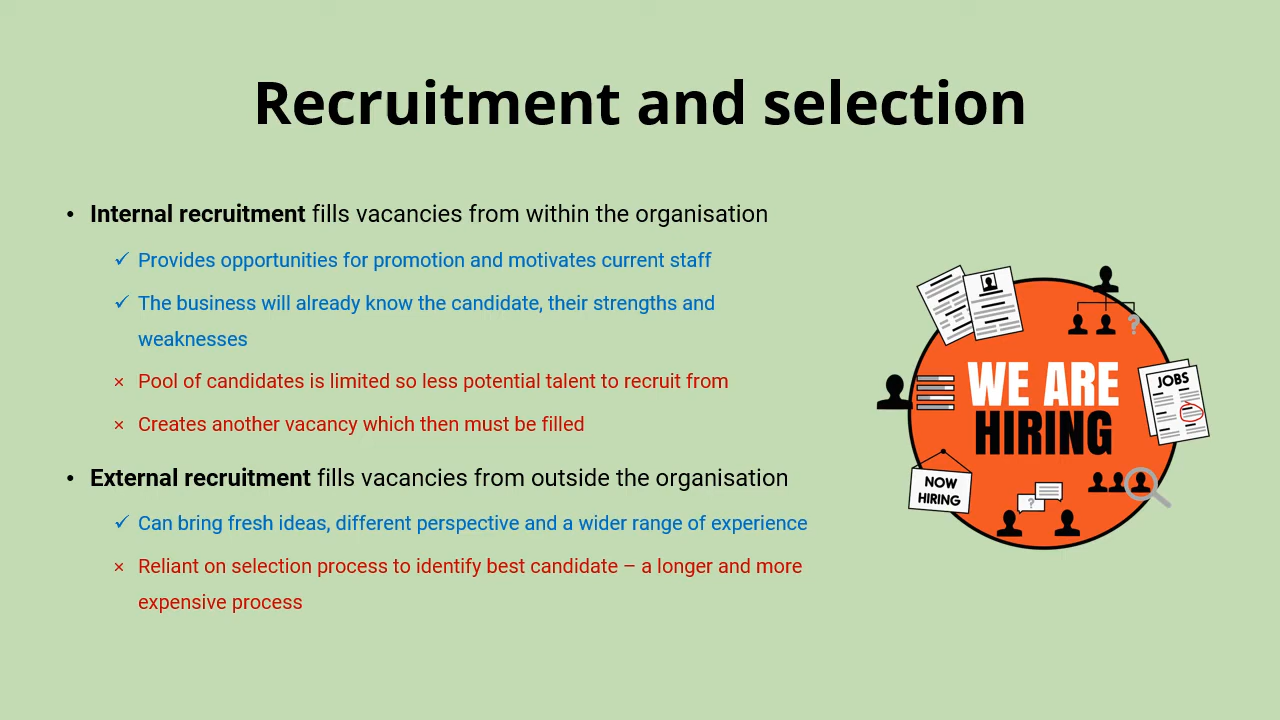 Recruitment and selection
• Internal recruitment fills vacancies from within the organisation
✓ Provides opportunities for promotion and motivates current staff
✓ The business will already know the candidate, their strengths and
weaknesses
× Pool of candidates is limited so less potential talent to recruit from
× Creates another vacancy which then must be filled
• External recruitment fills vacancies from outside the organisation
✓ Can bring fresh ideas, different perspective and a wider range of experience
× Reliant on selection process to identify best candidate – a longer and more
expensive process
?
WE ARE
HIRING
JOBS
NOW
HIRING
?